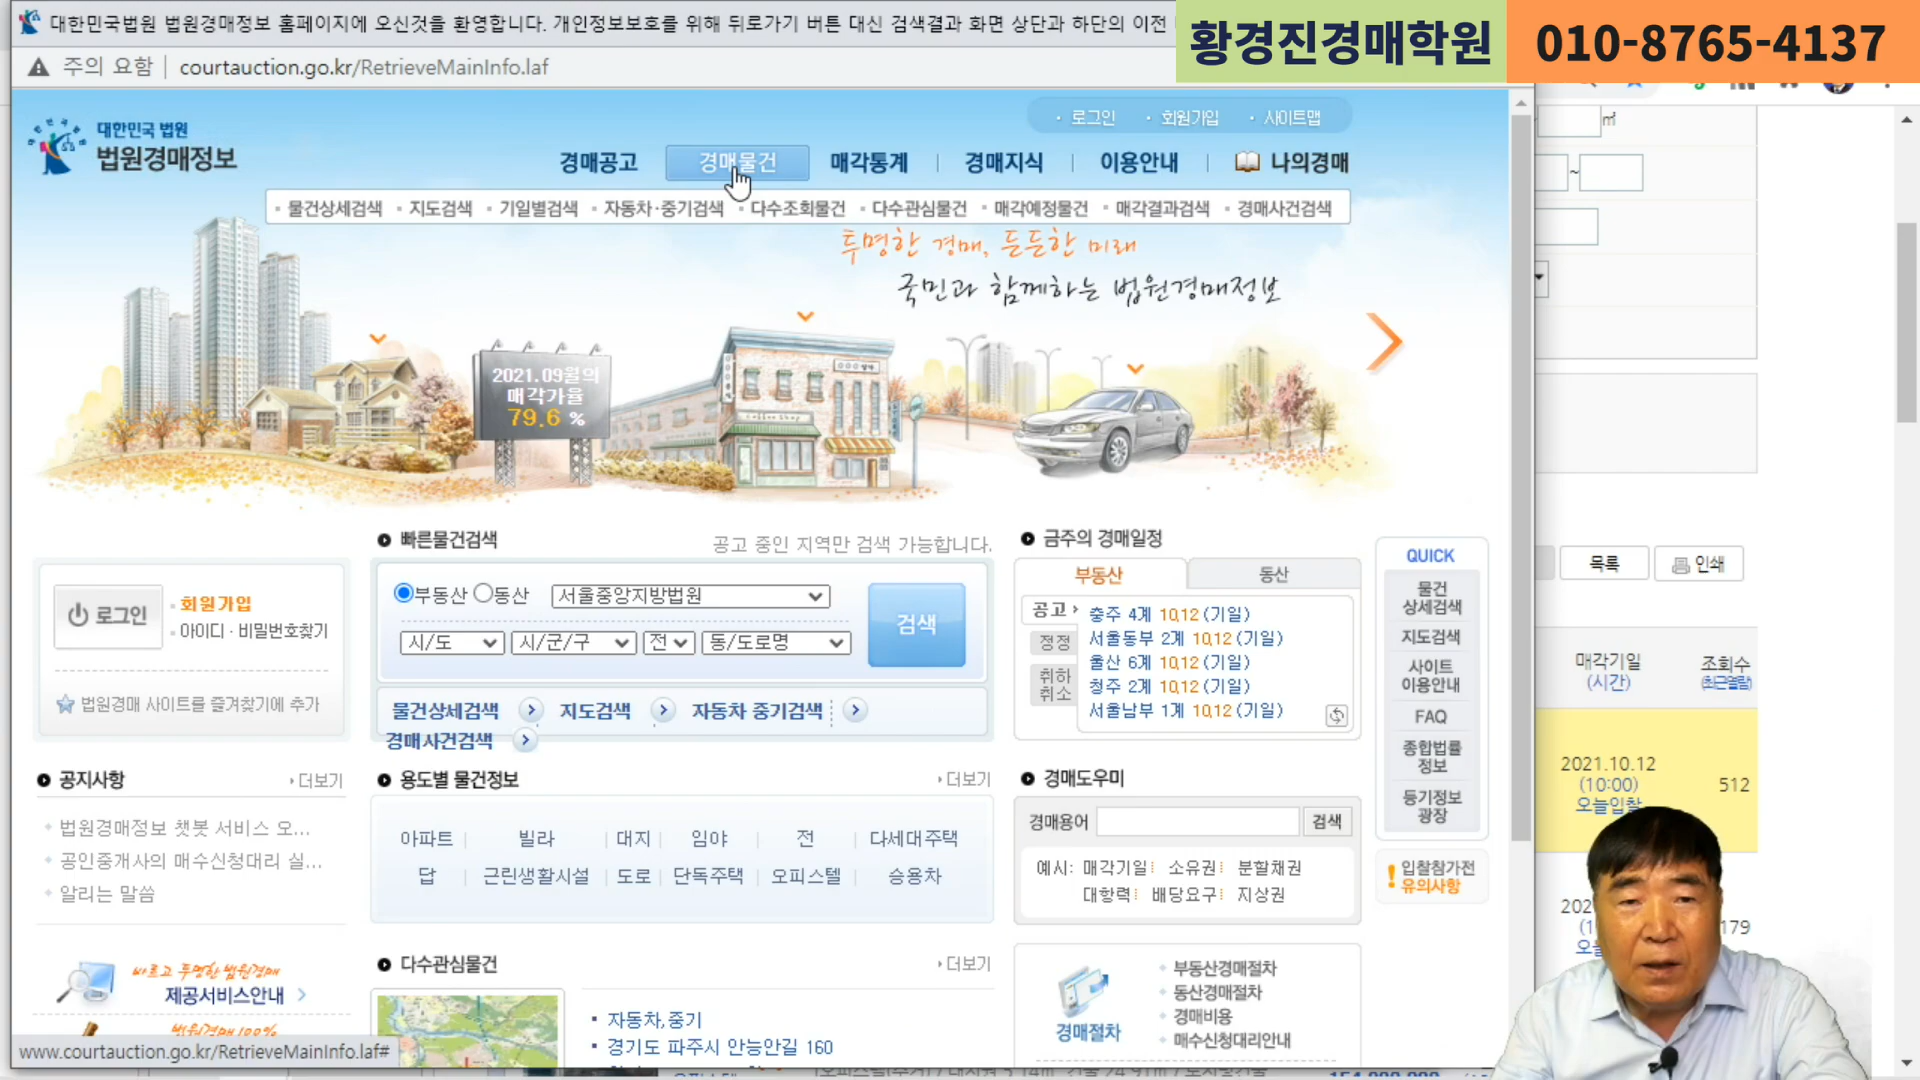 대한민국법원 법원경매정보 홈페이지에 오신것을 환영합니다. 개인정보보호를 위해 뒤로가기 버튼 대신 검색결과 화면 상단과 하단의 이전
황경진경매학원
010-8765-4137
주의 요함
courtauction.go.kr/RetrieveMainInfo.laf
로그인 · 회원가입 · 사이트맵
대한민국 법원
법원경매정보
경매공고
경매물건
매각통계
경매지식
이용안내
나의경매
물건상세검색
지도검색
기일별검색
자동차·중기검색
다수조회물건
다수관심물건
매각예정물건
매각결과검색
경매사건검색
투명한 경매, 든든한 미래
국민과 함께하는 법원경매정보
2021.09월의
매각가율
79.6 %
빠른물건검색
공고 중인 지역만 검색 가능합니다.
부동산
동산
서울중앙지방법원
시/도
시/군/구
전
동/도로명
검색
물건상세검색
지도검색
자동차 중기검색
경매사건검색
로그인
회원가입
아이디 · 비밀번호찾기
법원경매 사이트를 즐겨찾기에 추가
금주의 경매일정
부동산
동산
공고
정정
취하
취소
충주 4계 10.12 (기일)
서울동부 2계 10.12 (기일)
울산 6계 10.12 (기일)
청주 2계 10.12 (기일)
서울남부 1계 10.12 (기일)
QUICK
물건
상세검색
지도검색
사이트
이용안내
FAQ
종합법률
정보
등기정보
광장
입찰참가전
유의사항
공지사항
더보기
법원경매정보 챗봇 서비스 오...
공인중개사의 매수신청대리 실...
알리는 말씀
용도별 물건정보
더보기
아파트
빌라
대지
임야
전
다세대주택
답
근린생활시설
도로
단독주택
오피스텔
승용차
경매도우미
경매용어
검색
예시: 매각기일 소유권 분할채권
대항력 배당요구 지상권
다수관심물건
더보기
자동차,중기
경기도 파주시 안능안길 160
바르고 투명한 법원경매
제공서비스안내
법원경매 100%
경매절차
부동산경매절차
동산경매절차
경매비용
매수신청대리안내
www.courtauction.go.kr/RetrieveMainInfo.laf#
㎡
~
목록
인쇄
매각기일
(시간)
조회수
(최근열람)
2021.10.12
(10:00)
오늘입찰
512
179